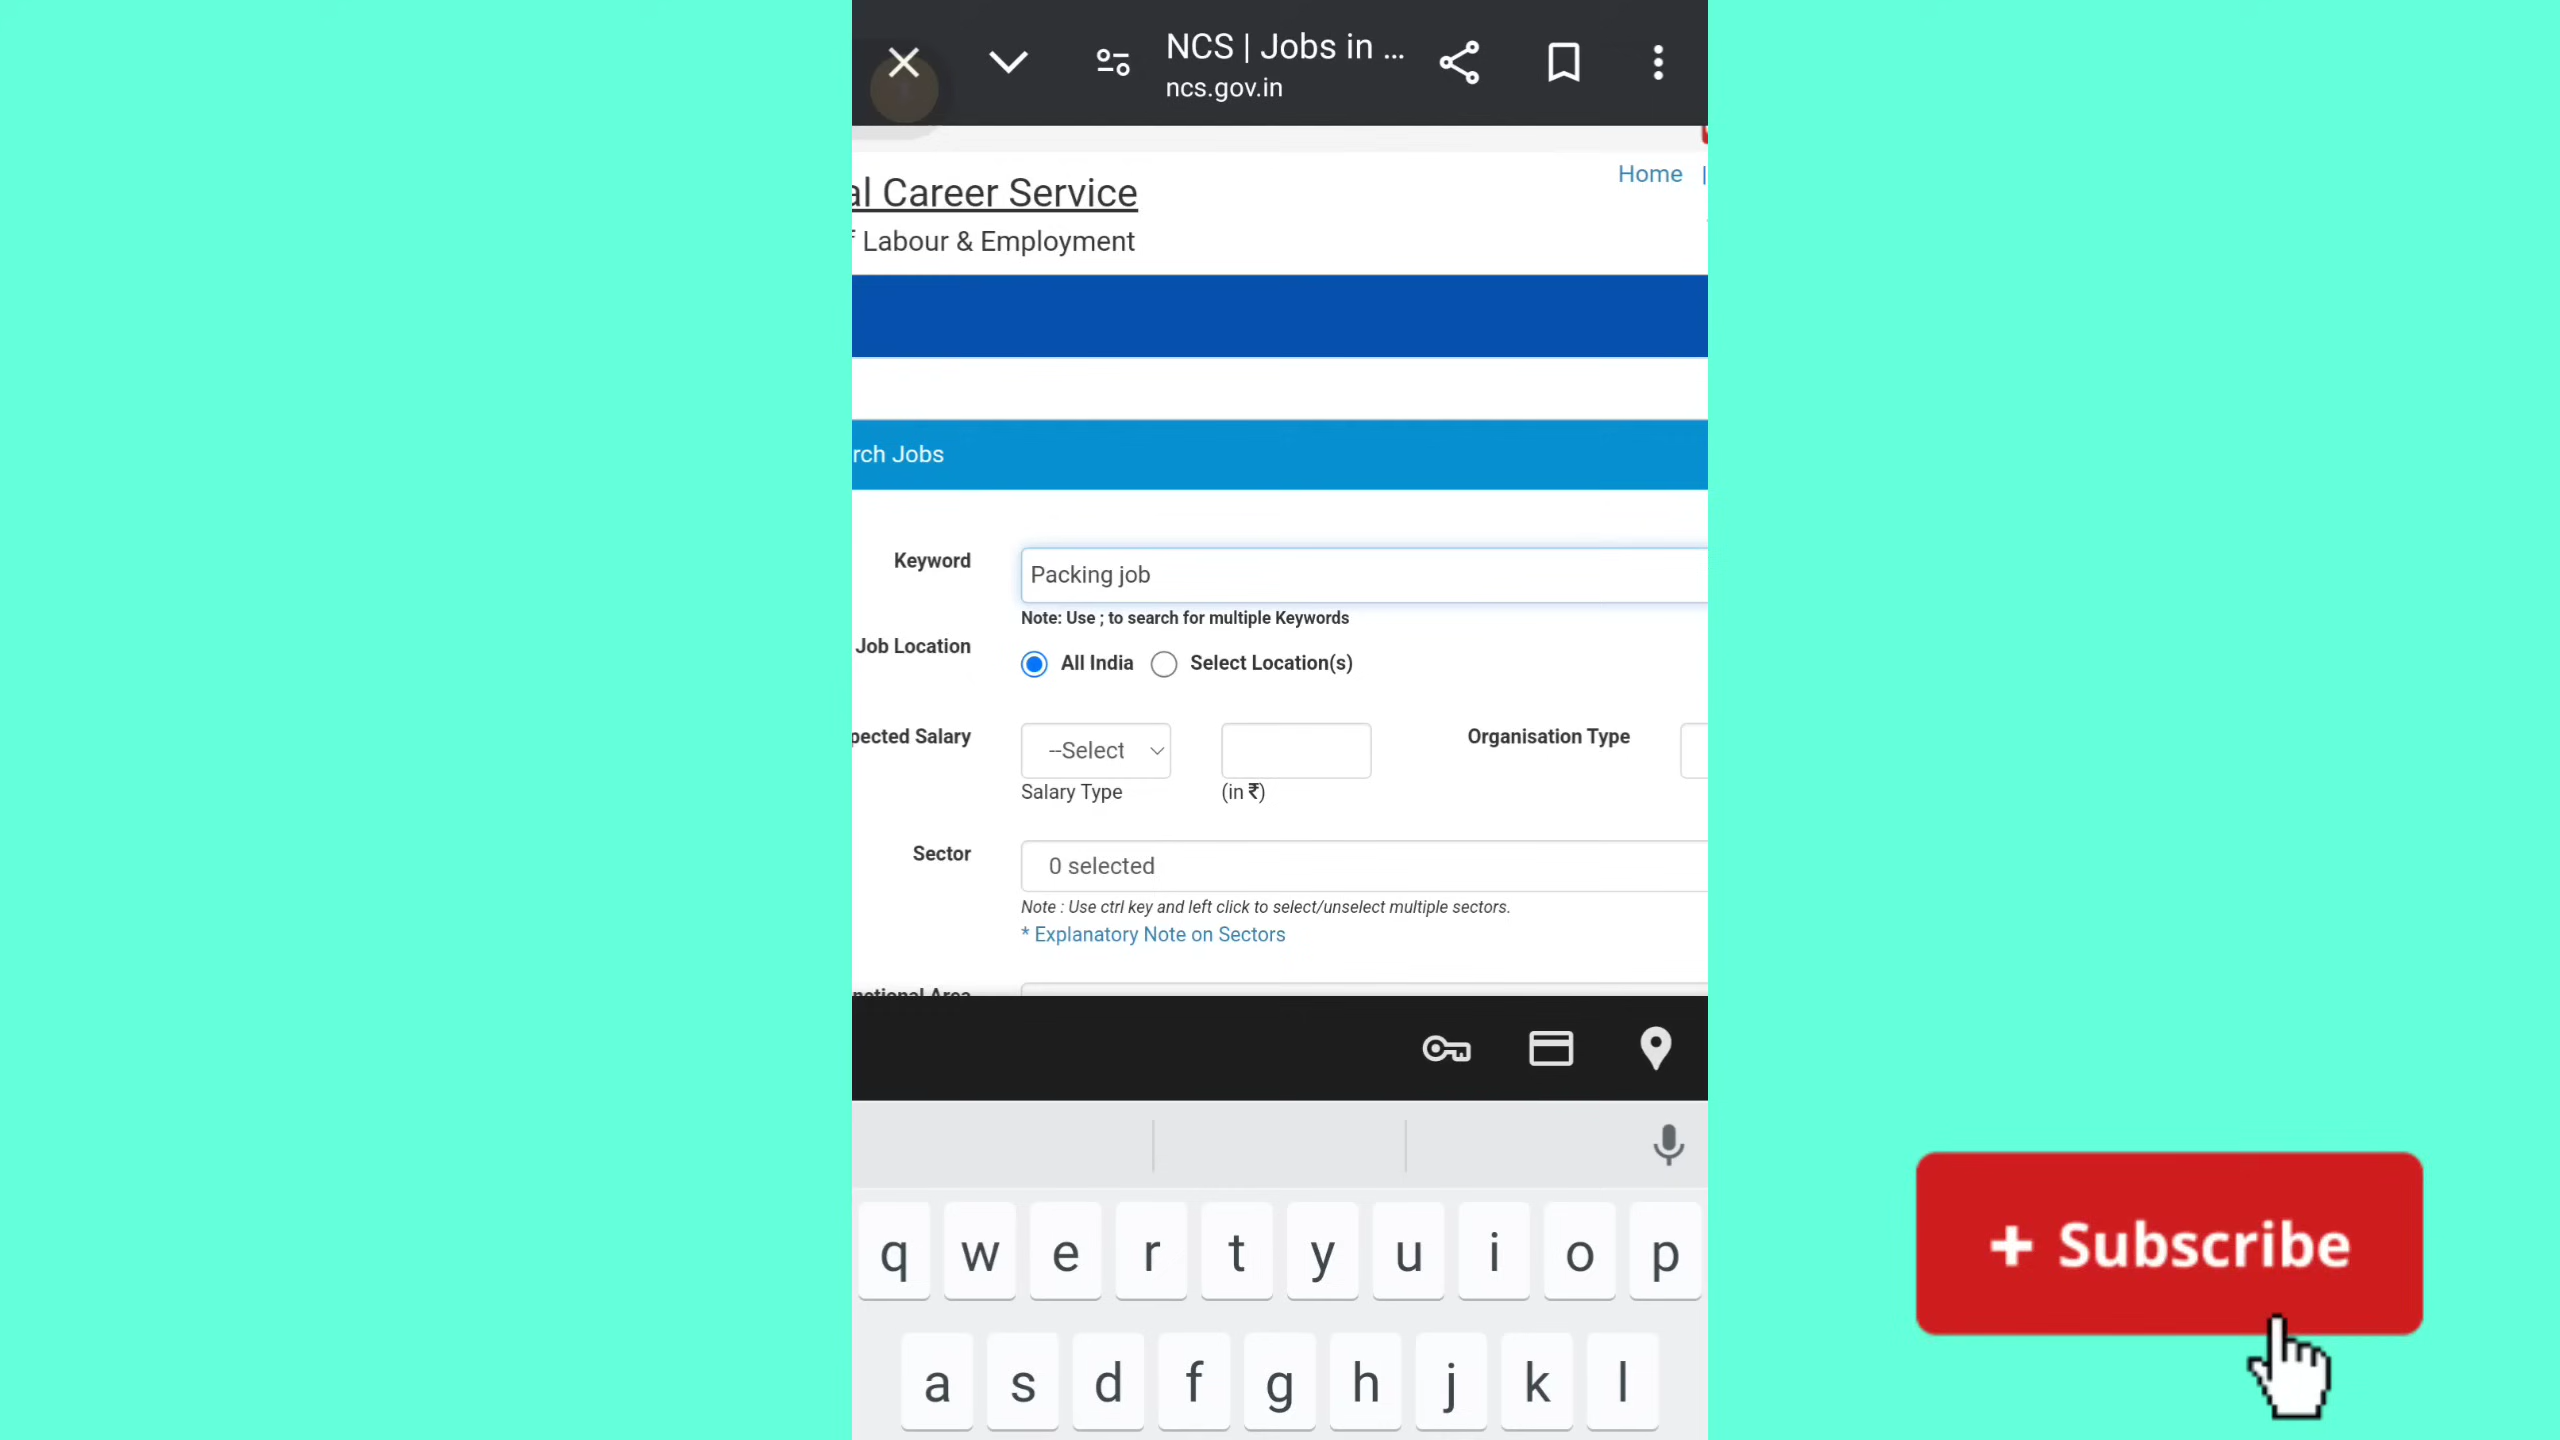 NCS | Jobs in ...
ncs.gov.in
Home |
al Career Service
f Labour & Employment
rch Jobs
Keyword
Packing job
Note: Use ; to search for multiple Keywords
Job Location
All India
Select Location(s)
pected Salary
--Select
Organisation Type
Salary Type
(in ₹)
Sector
0 selected
Note : Use ctrl key and left click to select/unselect multiple sectors.
* Explanatory Note on Sectors
nctional Area
q w e r t y u i o p
+ Subscribe
a s d f g h j k l